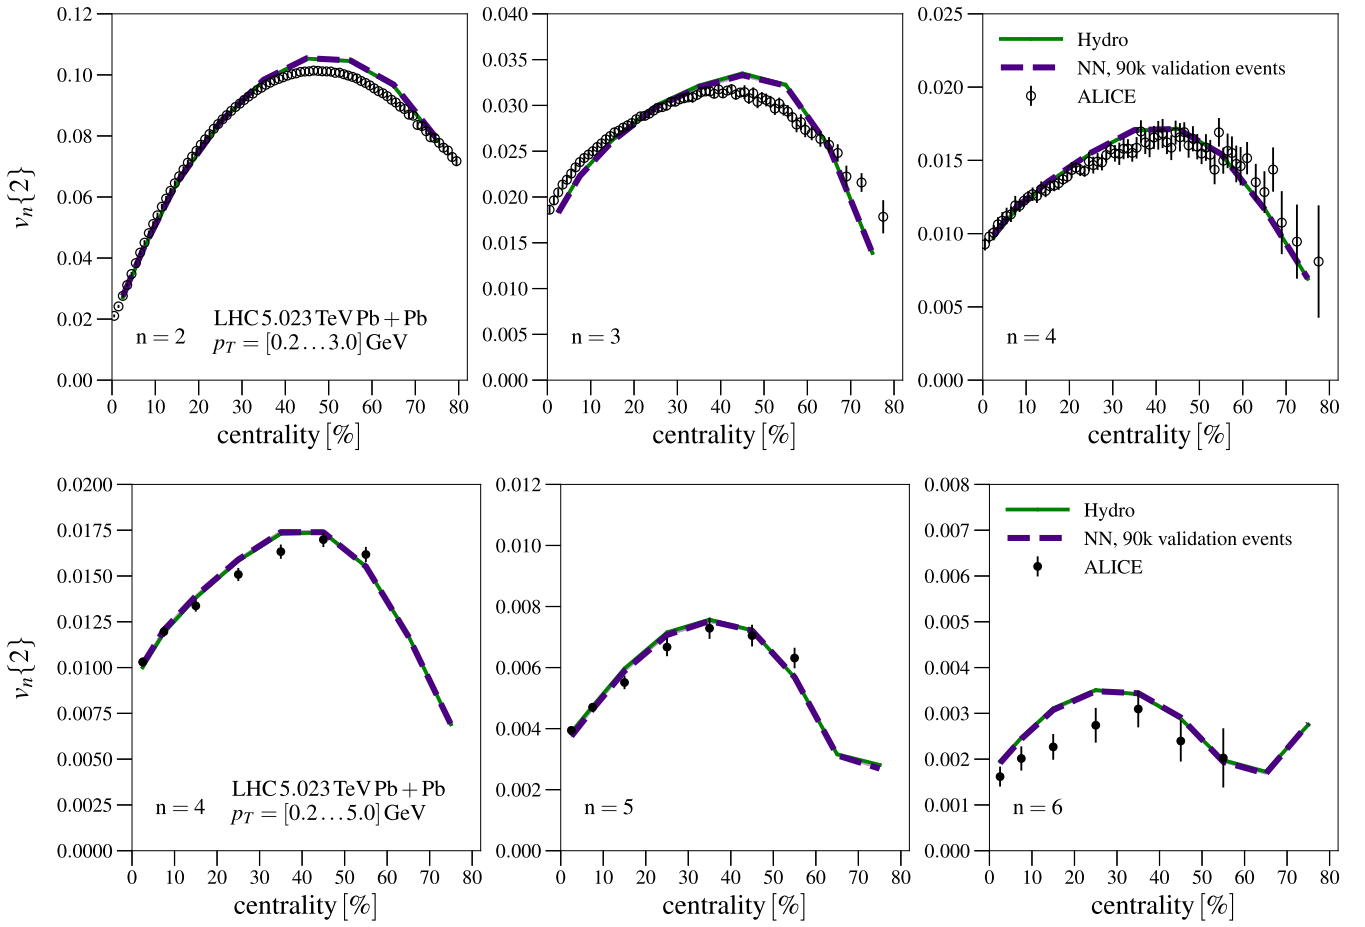 0.12
0.10
0.08
0.06
0.04
0.02
0.00
0 10 20 30 40 50 60 70 80
centrality [%]
v_n{2}
n = 2
LHC 5.023 TeV Pb + Pb
p_T = [0.2…3.0] GeV
0.040
0.035
0.030
0.025
0.020
0.015
0.010
0.005
0.000
0 10 20 30 40 50 60 70 80
centrality [%]
n = 3
0.025
0.020
0.015
0.010
0.005
0.000
0 10 20 30 40 50 60 70 80
centrality [%]
Hydro
NN, 90k validation events
ALICE
n = 4
0.0200
0.0175
0.0150
0.0125
0.0100
0.0075
0.0050
0.0025
0.0000
0 10 20 30 40 50 60 70 80
centrality [%]
v_n{2}
n = 4
LHC 5.023 TeV Pb + Pb
p_T = [0.2…5.0] GeV
0.012
0.010
0.008
0.006
0.004
0.002
0.000
0 10 20 30 40 50 60 70 80
centrality [%]
n = 5
0.008
0.007
0.006
0.005
0.004
0.003
0.002
0.001
0.000
0 10 20 30 40 50 60 70 80
centrality [%]
Hydro
NN, 90k validation events
ALICE
n = 6